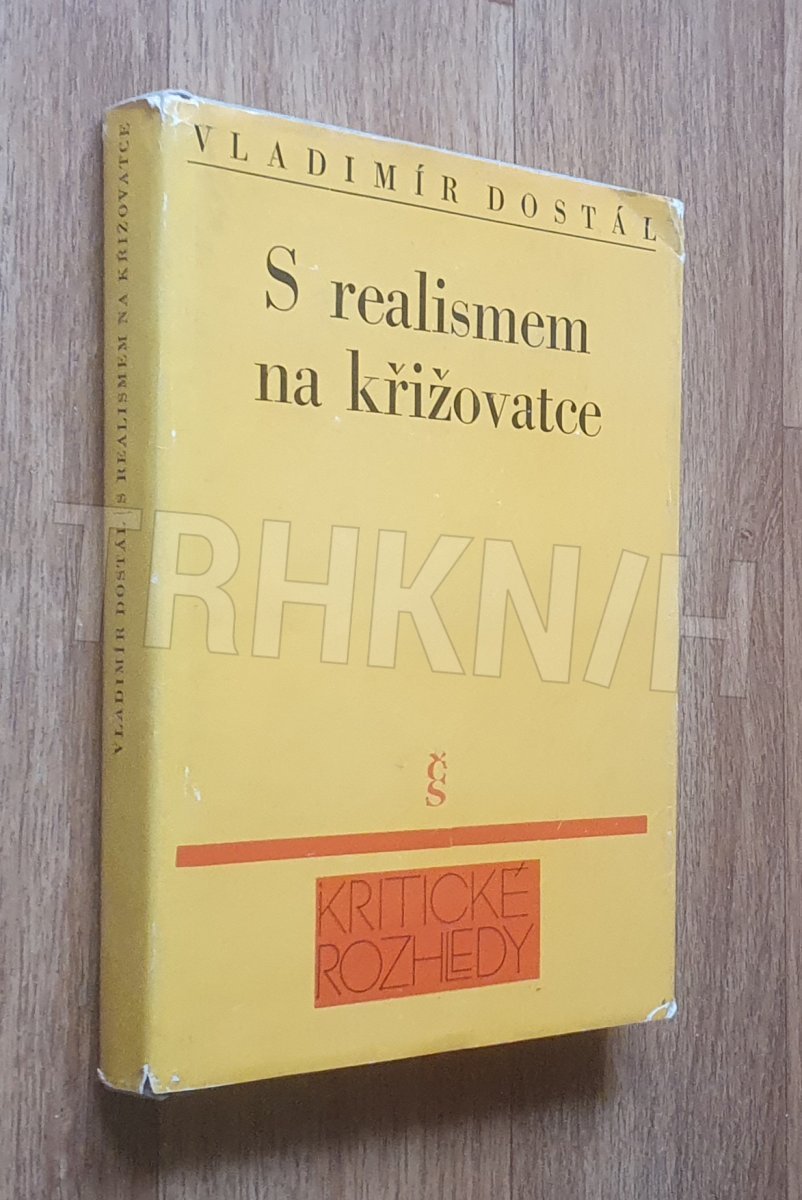 VLADIMÍR DOSTÁL
S realismem
na křižovatce
čs
KRITICKÉ
ROZHLEDY
VLADIMÍR DOSTÁL / S REALISMEM NA KŘIŽOVATCE
TRHKNIH